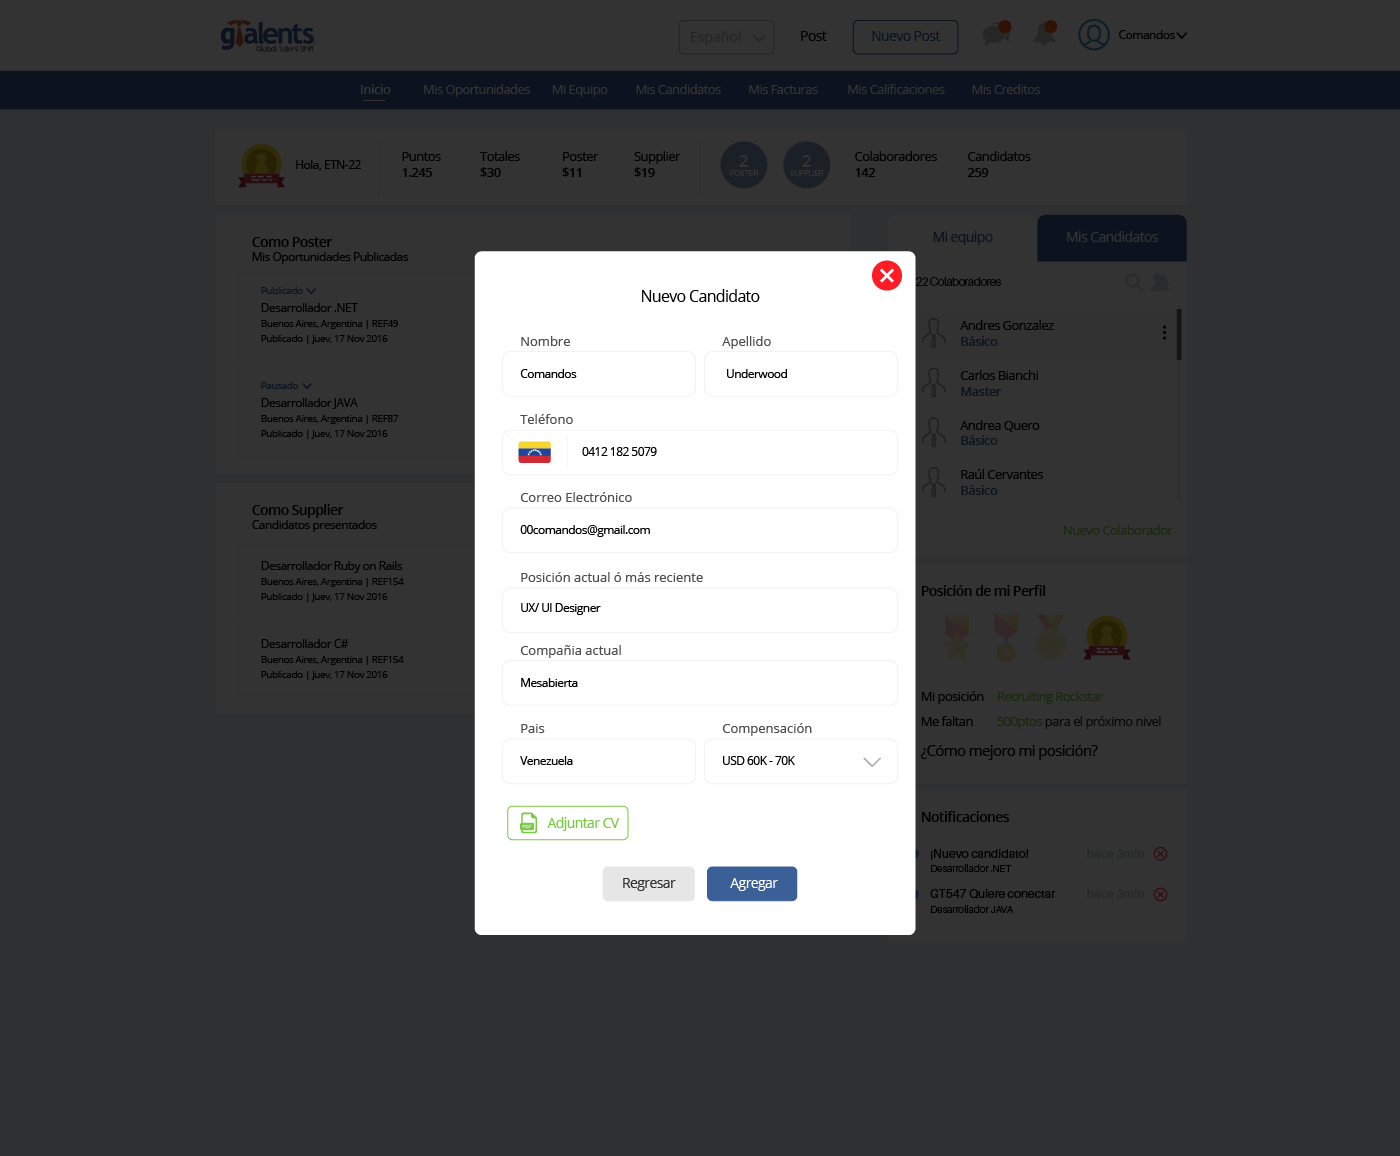 gTalents
Global Talent Shift
Español
Post
Nuevo Post
Comandos
Inicio
Mis Oportunidades
Mi Equipo
Mis Candidatos
Mis Facturas
Mis Calificaciones
Mis Creditos
Hola, ETN-22
Puntos
1.245
Totales
$30
Poster
$11
Supplier
$19
2
POSTER
2
SUPPLIER
Colaboradores
142
Candidatos
259
Como Poster
Mis Oportunidades Publicadas
Publicado
Desarrollador .NET
Buenos Aires, Argentina | REF49
Publicado | Juev, 17 Nov 2016
Pausado
Desarrollador JAVA
Buenos Aires, Argentina | REF87
Publicado | Juev, 17 Nov 2016
Como Supplier
Candidatos presentados
Desarrollador Ruby on Rails
Buenos Aires, Argentina | REF154
Publicado | Juev, 17 Nov 2016
Desarrollador C#
Buenos Aires, Argentina | REF154
Publicado | Juev, 17 Nov 2016
Nuevo Candidato
Nombre
Apellido
Comandos
Underwood
Teléfono
0412 182 5079
Correo Electrónico
00comandos@gmail.com
Posición actual ó más reciente
UX/ UI Designer
Compañia actual
Mesabierta
Pais
Compensación
Venezuela
USD 60K - 70K
PDF
Adjuntar CV
Regresar
Agregar
Mi equipo
Mis Candidatos
22 Colaboradores
Andres Gonzalez
Básico
Carlos Bianchi
Master
Andrea Quero
Básico
Raúl Cervantes
Básico
Nuevo Colaborador
Posición de mi Perfil
Mi posición
Recruiting Rockstar
Me faltan
500ptos para el próximo nivel
¿Cómo mejoro mi posición?
Notificaciones
¡Nuevo candidato!
hace 3min
Desarrollador .NET
GT547 Quiere conectar
hace 3min
Desarrollador JAVA